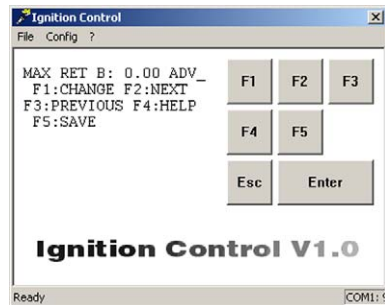 Ignition Control
File Config ?
MAX RET B: 0.00 ADV_
F1:CHANGE F2:NEXT
F3:PREVIOUS F4:HELP
F5:SAVE
F1 F2 F3
F4 F5
Esc Enter
Ignition Control V1.0
Ready COM1: